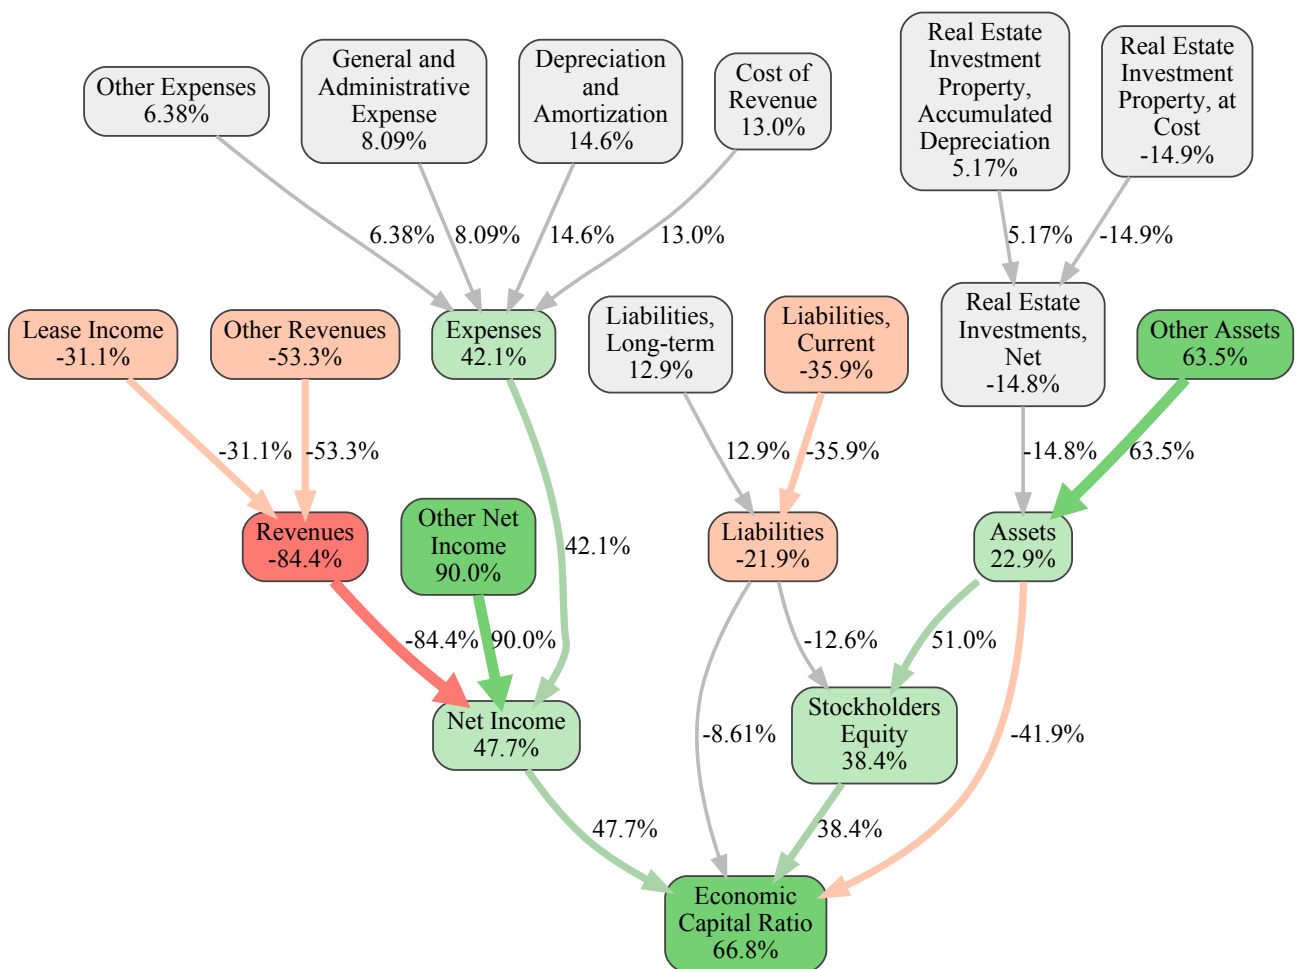 Other Expenses
6.38%
General and
Administrative
Expense
8.09%
Depreciation
and
Amortization
14.6%
Cost of
Revenue
13.0%
Real Estate
Investment
Property,
Accumulated
Depreciation
5.17%
Real Estate
Investment
Property, at
Cost
-14.9%
6.38%
8.09%
14.6%
13.0%
5.17%
-14.9%
Lease Income
-31.1%
Other Revenues
-53.3%
Expenses
42.1%
Liabilities,
Long-term
12.9%
Liabilities,
Current
-35.9%
Real Estate
Investments,
Net
-14.8%
Other Assets
63.5%
-31.1%
-53.3%
12.9%
-35.9%
-14.8%
63.5%
Revenues
-84.4%
Other Net
Income
90.0%
42.1%
Liabilities
-21.9%
Assets
22.9%
-84.4%
90.0%
-12.6%
51.0%
Net Income
47.7%
-8.61%
Stockholders
Equity
38.4%
-41.9%
47.7%
38.4%
Economic
Capital Ratio
66.8%